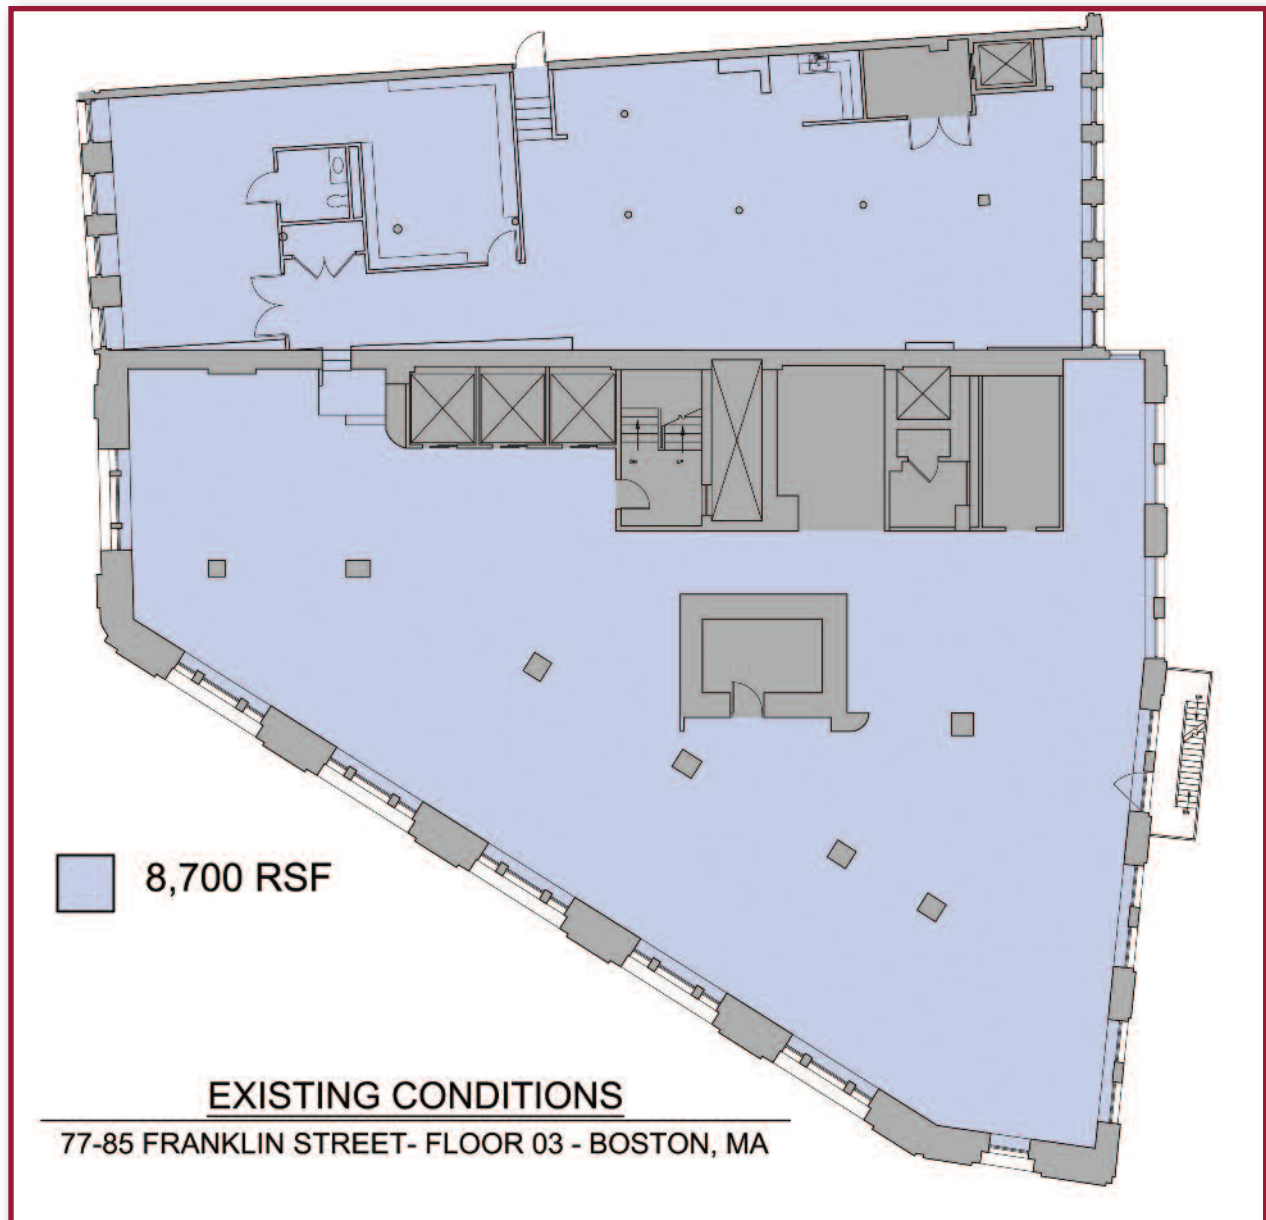 8,700 RSF
EXISTING CONDITIONS
77-85 FRANKLIN STREET- FLOOR 03 - BOSTON, MA